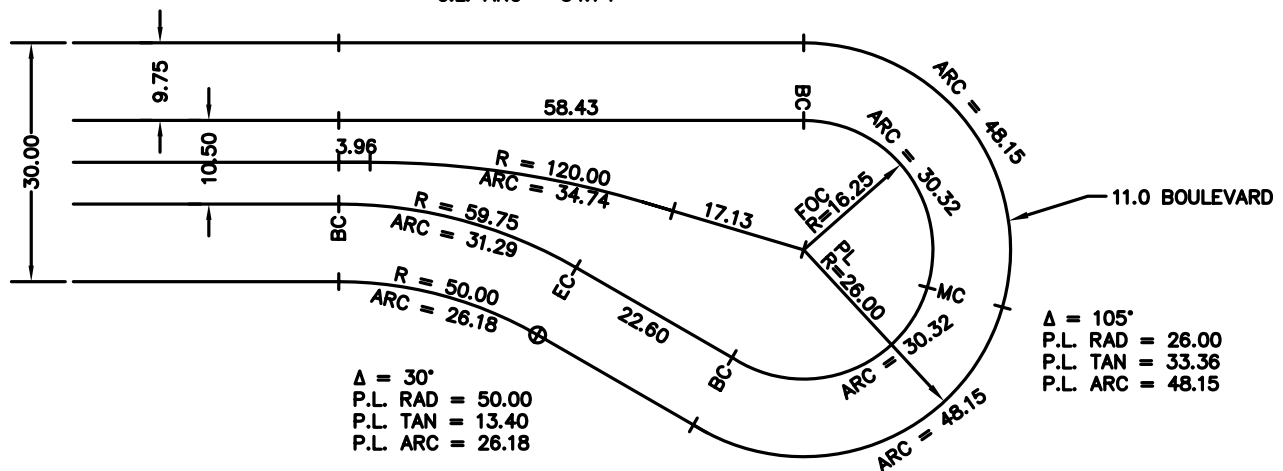 ARC = 48.15
9.75
58.43
BC
ARC = 30.32
30.00
10.50
3.96
R = 120.00
ARC = 34.74
FOC
R=16.25
11.0 BOULEVARD
R = 59.75
ARC = 31.29
BC
17.13
PL
R=26.00
MC
R = 50.00
ARC = 26.18
EC
22.60
BC
ARC = 30.32
ARC = 48.15
Δ = 105°
P.L. RAD = 26.00
P.L. TAN = 33.36
P.L. ARC = 48.15
Δ = 30°
P.L. RAD = 50.00
P.L. TAN = 13.40
P.L. ARC = 26.18